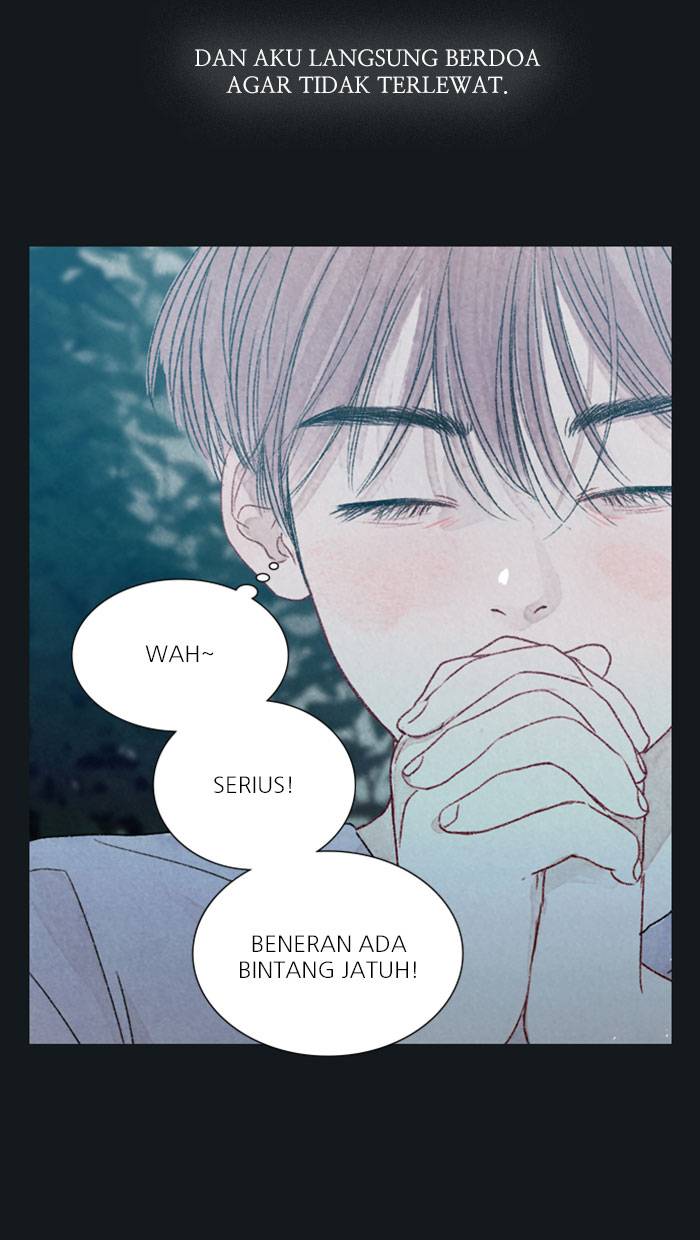 DAN AKU LANGSUNG BERDOA
AGAR TIDAK TERLEWAT.
WAH~
SERIUS!
BENERAN ADA
BINTANG JATUH!